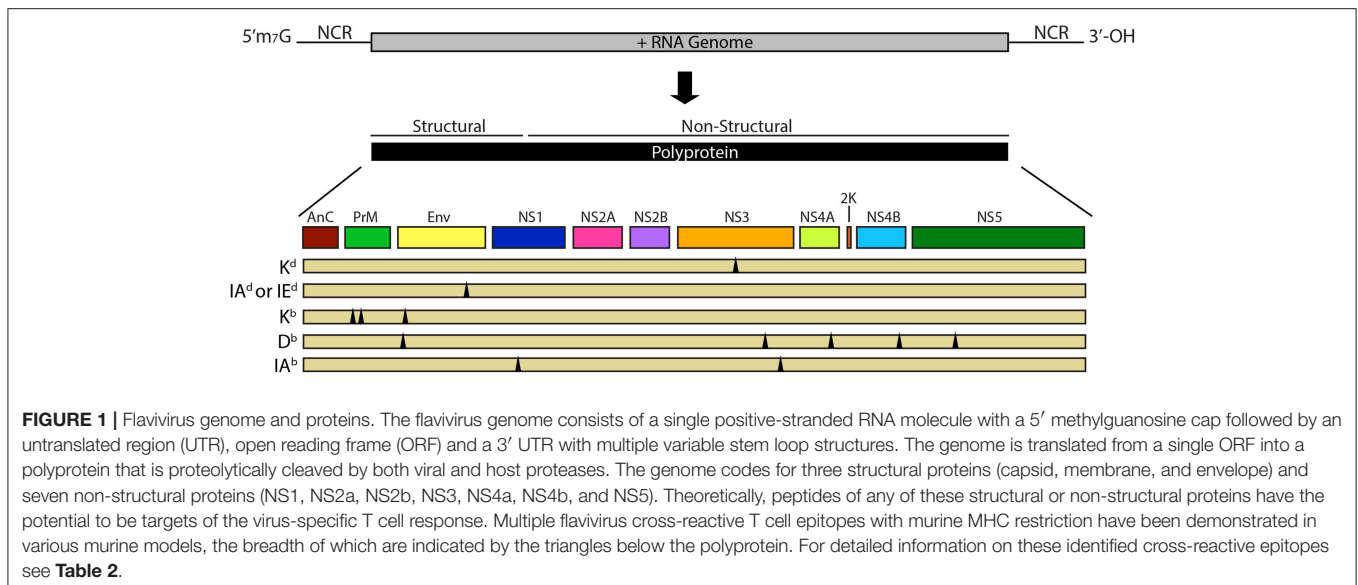 5′m7G NCR + RNA Genome NCR 3′-OH
Structural Non-Structural
Polyprotein
2K
AnC PrM Env NS1 NS2A NS2B NS3 NS4A NS4B NS5
Kd
IAd or IEd
Kb
Db
IAb
FIGURE 1 | Flavivirus genome and proteins. The flavivirus genome consists of a single positive-stranded RNA molecule with a 5′ methylguanosine cap followed by an
untranslated region (UTR), open reading frame (ORF) and a 3′ UTR with multiple variable stem loop structures. The genome is translated from a single ORF into a
polyprotein that is proteolytically cleaved by both viral and host proteases. The genome codes for three structural proteins (capsid, membrane, and envelope) and
seven non-structural proteins (NS1, NS2a, NS2b, NS3, NS4a, NS4b, and NS5). Theoretically, peptides of any of these structural or non-structural proteins have the
potential to be targets of the virus-specific T cell response. Multiple flavivirus cross-reactive T cell epitopes with murine MHC restriction have been demonstrated in
various murine models, the breadth of which are indicated by the triangles below the polyprotein. For detailed information on these identified cross-reactive epitopes
see Table 2.